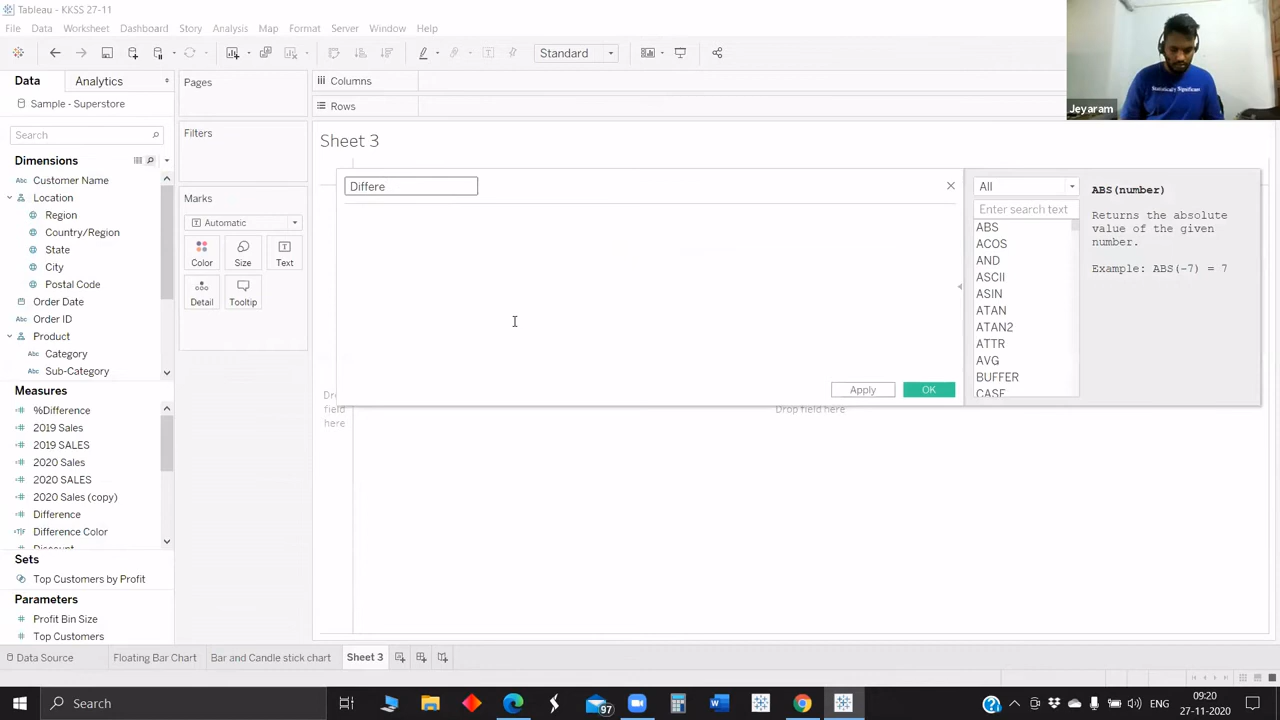 Tableau - KKSS 27-11
File Data Worksheet Dashboard Story Analysis Map Format Server Window Help
Standard
Data Analytics
Sample - Superstore
Search
Dimensions
Abc Customer Name
Location
Region
Country/Region
State
City
Postal Code
Order Date
Order ID
Product
Abc Category
Abc Sub-Category
Measures
%Difference
2019 Sales
2019 SALES
2020 Sales
2020 SALES
2020 Sales (copy)
Difference
Difference Color
Discount
Sets
Top Customers by Profit
Parameters
Profit Bin Size
Top Customers
Pages
Filters
Marks
Automatic
Color Size Text
Detail Tooltip
Columns
Rows
Sheet 3
Differe
Apply OK
field
here
Drop field here
All
Enter search text
ABS
ACOS
AND
ASCII
ASIN
ATAN
ATAN2
ATTR
AVG
BUFFER
CASE
ABS(number)
Returns the absolute
value of the given
number.
Example: ABS(-7) = 7
Statistically Significant
Jeyaram
Data Source Floating Bar Chart Bar and Candle stick chart Sheet 3
Search
97
ENG
09:20
27-11-2020